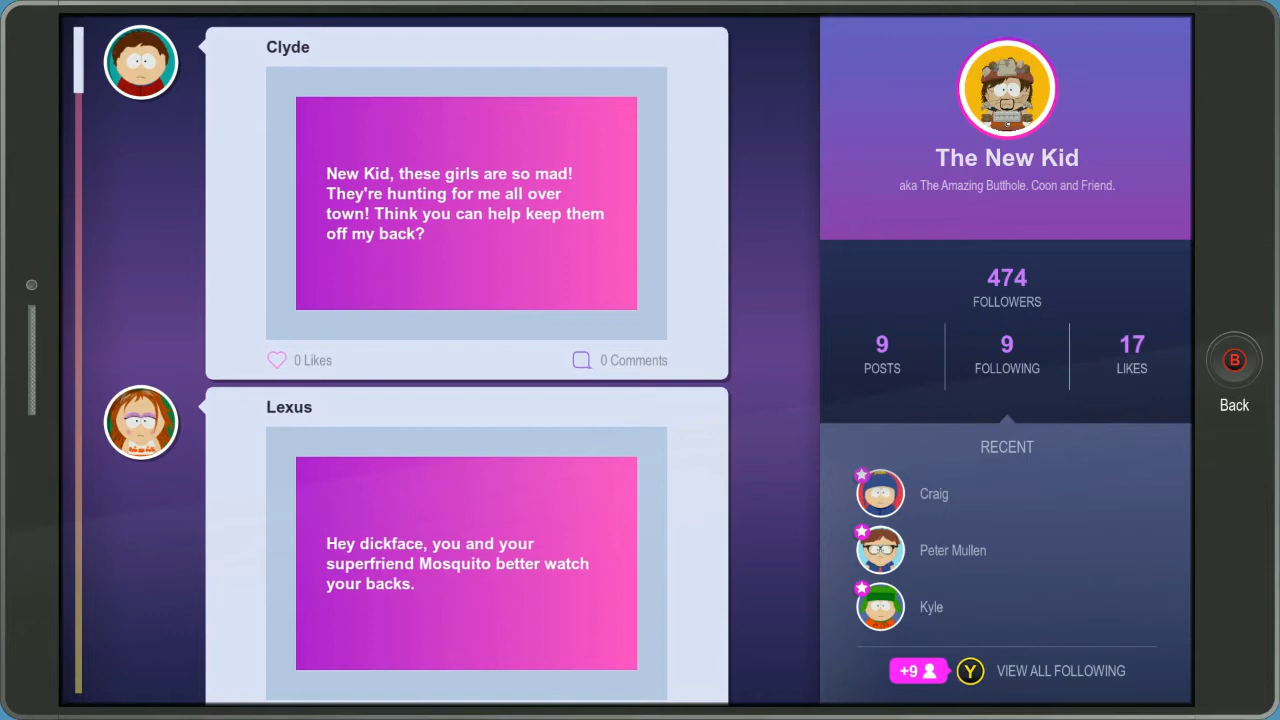 Clyde
New Kid, these girls are so mad!
They're hunting for me all over
town! Think you can help keep them
off my back?
0 Likes
0 Comments
Lexus
Hey dickface, you and your
superfriend Mosquito better watch
your backs.
The New Kid
aka The Amazing Butthole. Coon and Friend.
474
FOLLOWERS
9
POSTS
9
FOLLOWING
17
LIKES
RECENT
Craig
Peter Mullen
Kyle
+9
Y
VIEW ALL FOLLOWING
B
Back